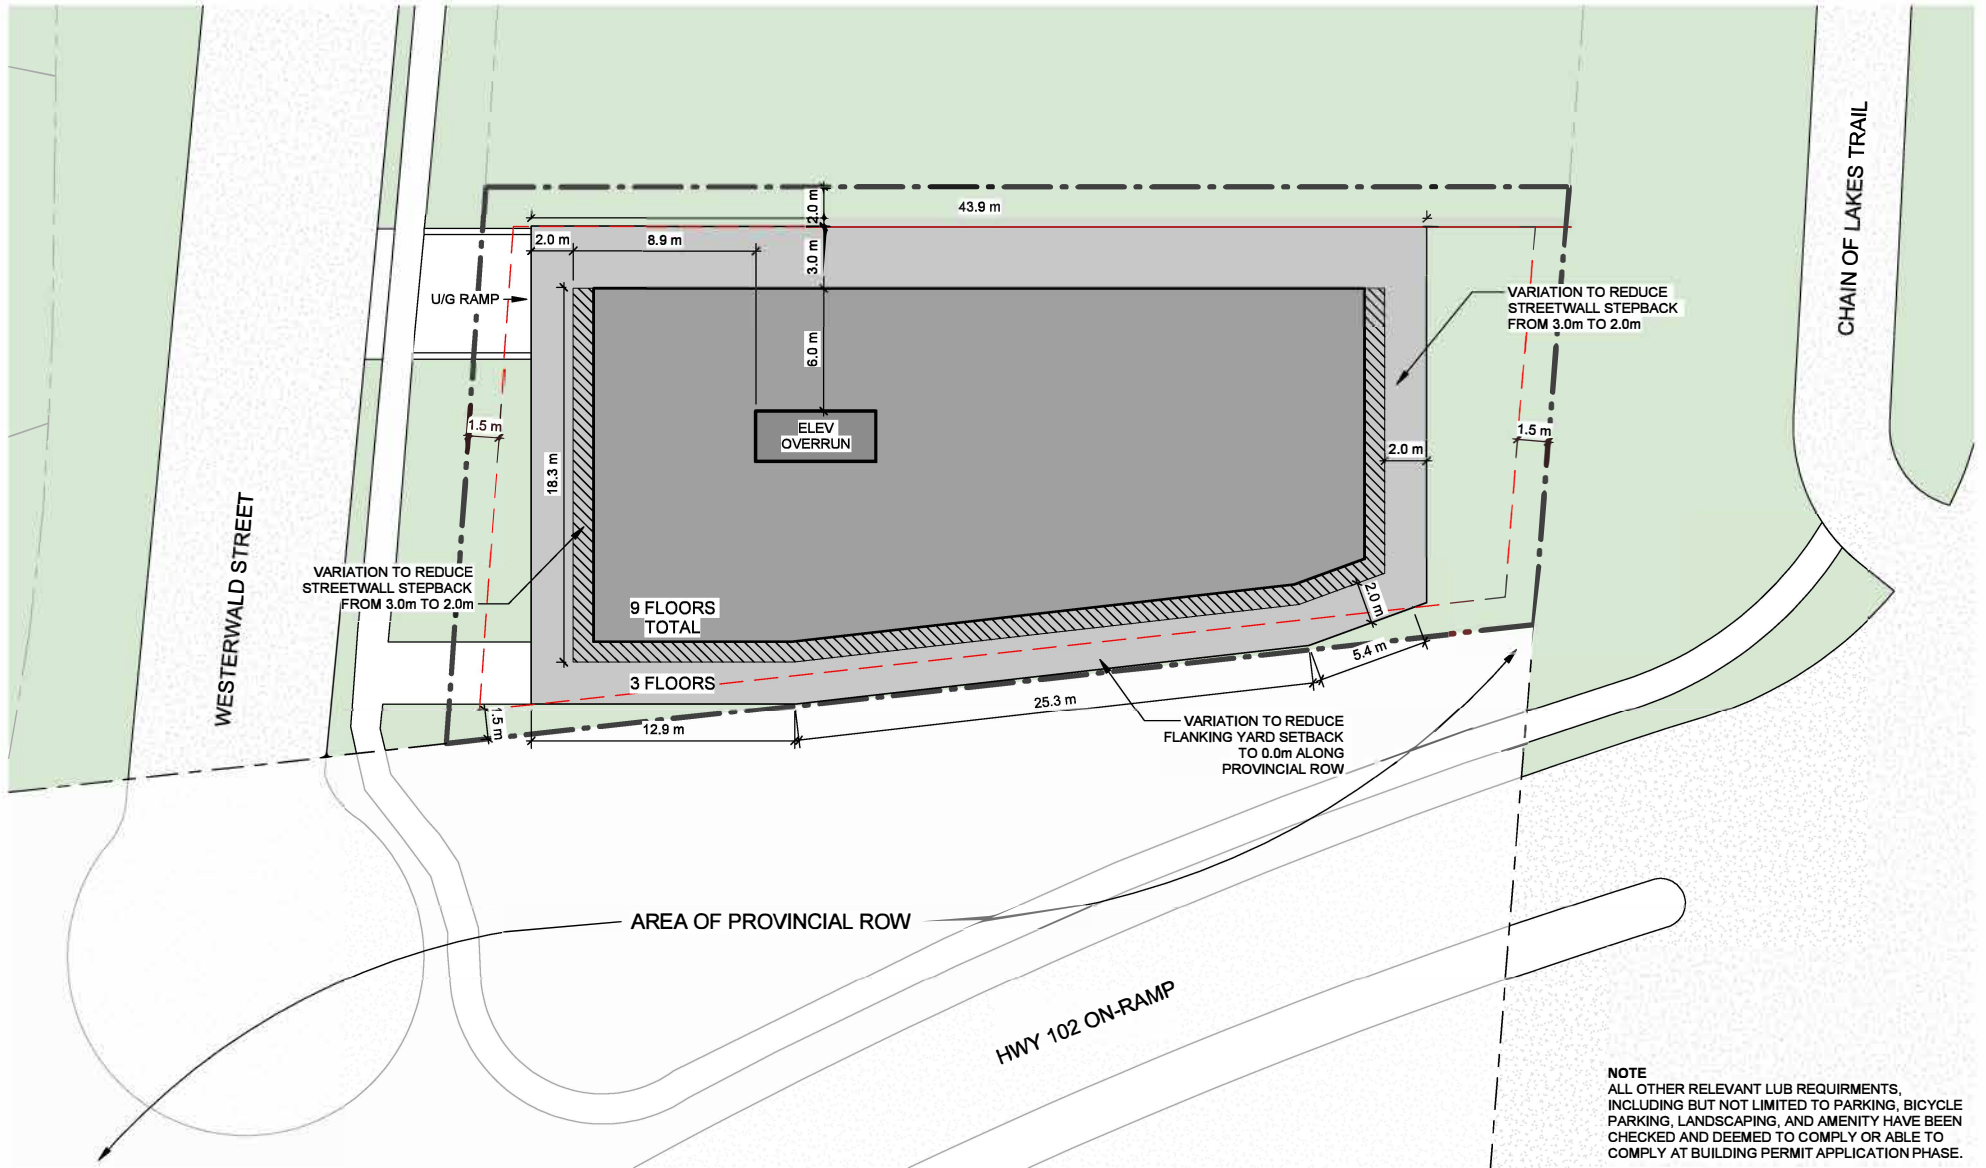 2.0 m
43.9 m
2.0 m
8.9 m
3.0 m
U/G RAMP
VARIATION TO REDUCE
STREETWALL STEPBACK
FROM 3.0m TO 2.0m
CHAIN OF LAKES TRAIL
6.0 m
1.5 m
ELEV
OVERRUN
1.5 m
2.0 m
18.3 m
WESTERWALD STREET
VARIATION TO REDUCE
STREETWALL STEPBACK
FROM 3.0m TO 2.0m
9 FLOORS
TOTAL
2.0 m
3 FLOORS
5.4 m
1.5 m
12.9 m
25.3 m
VARIATION TO REDUCE
FLANKING YARD SETBACK
TO 0.0m ALONG
PROVINCIAL ROW
AREA OF PROVINCIAL ROW
HWY 102 ON-RAMP
NOTE
ALL OTHER RELEVANT LUB REQUIRMENTS,
INCLUDING BUT NOT LIMITED TO PARKING, BICYCLE
PARKING, LANDSCAPING, AND AMENITY HAVE BEEN
CHECKED AND DEEMED TO COMPLY OR ABLE TO
COMPLY AT BUILDING PERMIT APPLICATION PHASE.